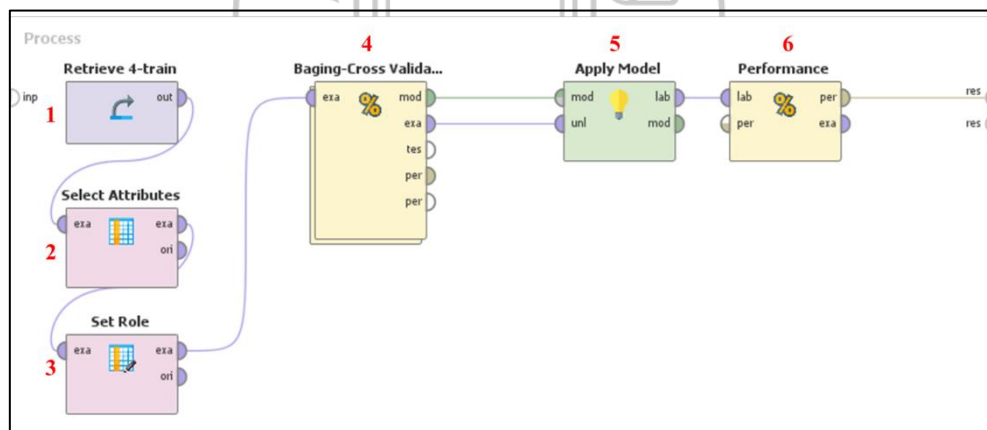 Process
Retrieve 4-train
inp
out
1
Select Attributes
exa
exa
ori
2
Set Role
exa
exa
ori
3
4
Baging-Cross Valida...
exa
mod
exa
tes
per
per
5
Apply Model
mod
lab
unl
mod
6
Performance
lab
per
per
exa
res
res